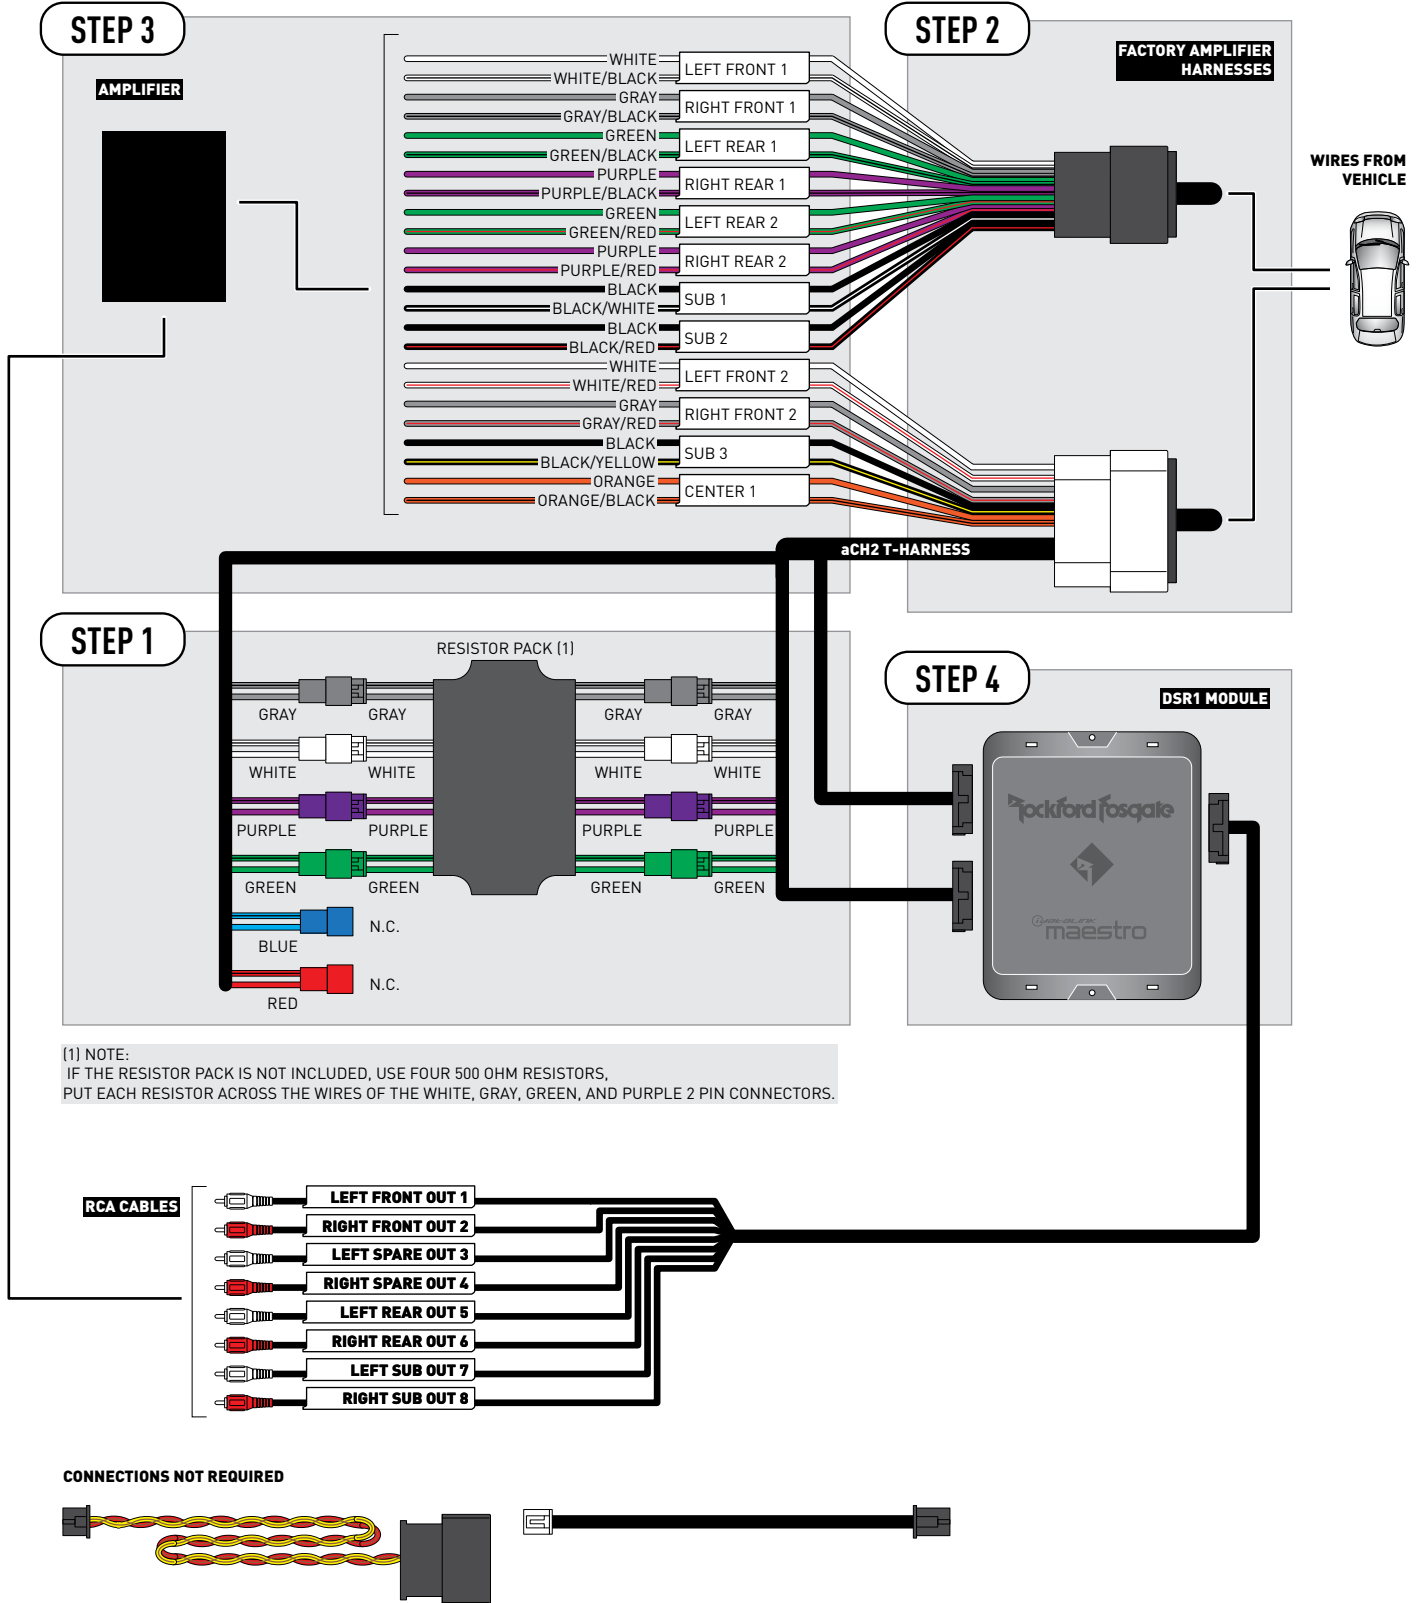 STEP 3
AMPLIFIER
WHITE
WHITE/BLACK
LEFT FRONT 1
GRAY
GRAY/BLACK
RIGHT FRONT 1
GREEN
GREEN/BLACK
LEFT REAR 1
PURPLE
PURPLE/BLACK
RIGHT REAR 1
GREEN
GREEN/RED
LEFT REAR 2
PURPLE
PURPLE/RED
RIGHT REAR 2
BLACK
BLACK/WHITE
SUB 1
BLACK
BLACK/RED
SUB 2
WHITE
WHITE/RED
LEFT FRONT 2
GRAY
GRAY/RED
RIGHT FRONT 2
BLACK
BLACK/YELLOW
SUB 3
ORANGE
ORANGE/BLACK
CENTER 1
STEP 2
FACTORY AMPLIFIER
HARNESSES
WIRES FROM
VEHICLE
aCH2 T-HARNESS
STEP 1
RESISTOR PACK (1)
GRAY GRAY GRAY GRAY
WHITE WHITE WHITE WHITE
PURPLE PURPLE PURPLE PURPLE
GREEN GREEN GREEN GREEN
N.C.
BLUE
N.C.
RED
STEP 4
DSR1 MODULE
Rockford Fosgate
iDatalink
maestro
(1) NOTE:
IF THE RESISTOR PACK IS NOT INCLUDED, USE FOUR 500 OHM RESISTORS,
PUT EACH RESISTOR ACROSS THE WIRES OF THE WHITE, GRAY, GREEN, AND PURPLE 2 PIN CONNECTORS.
RCA CABLES
LEFT FRONT OUT 1
RIGHT FRONT OUT 2
LEFT SPARE OUT 3
RIGHT SPARE OUT 4
LEFT REAR OUT 5
RIGHT REAR OUT 6
LEFT SUB OUT 7
RIGHT SUB OUT 8
CONNECTIONS NOT REQUIRED